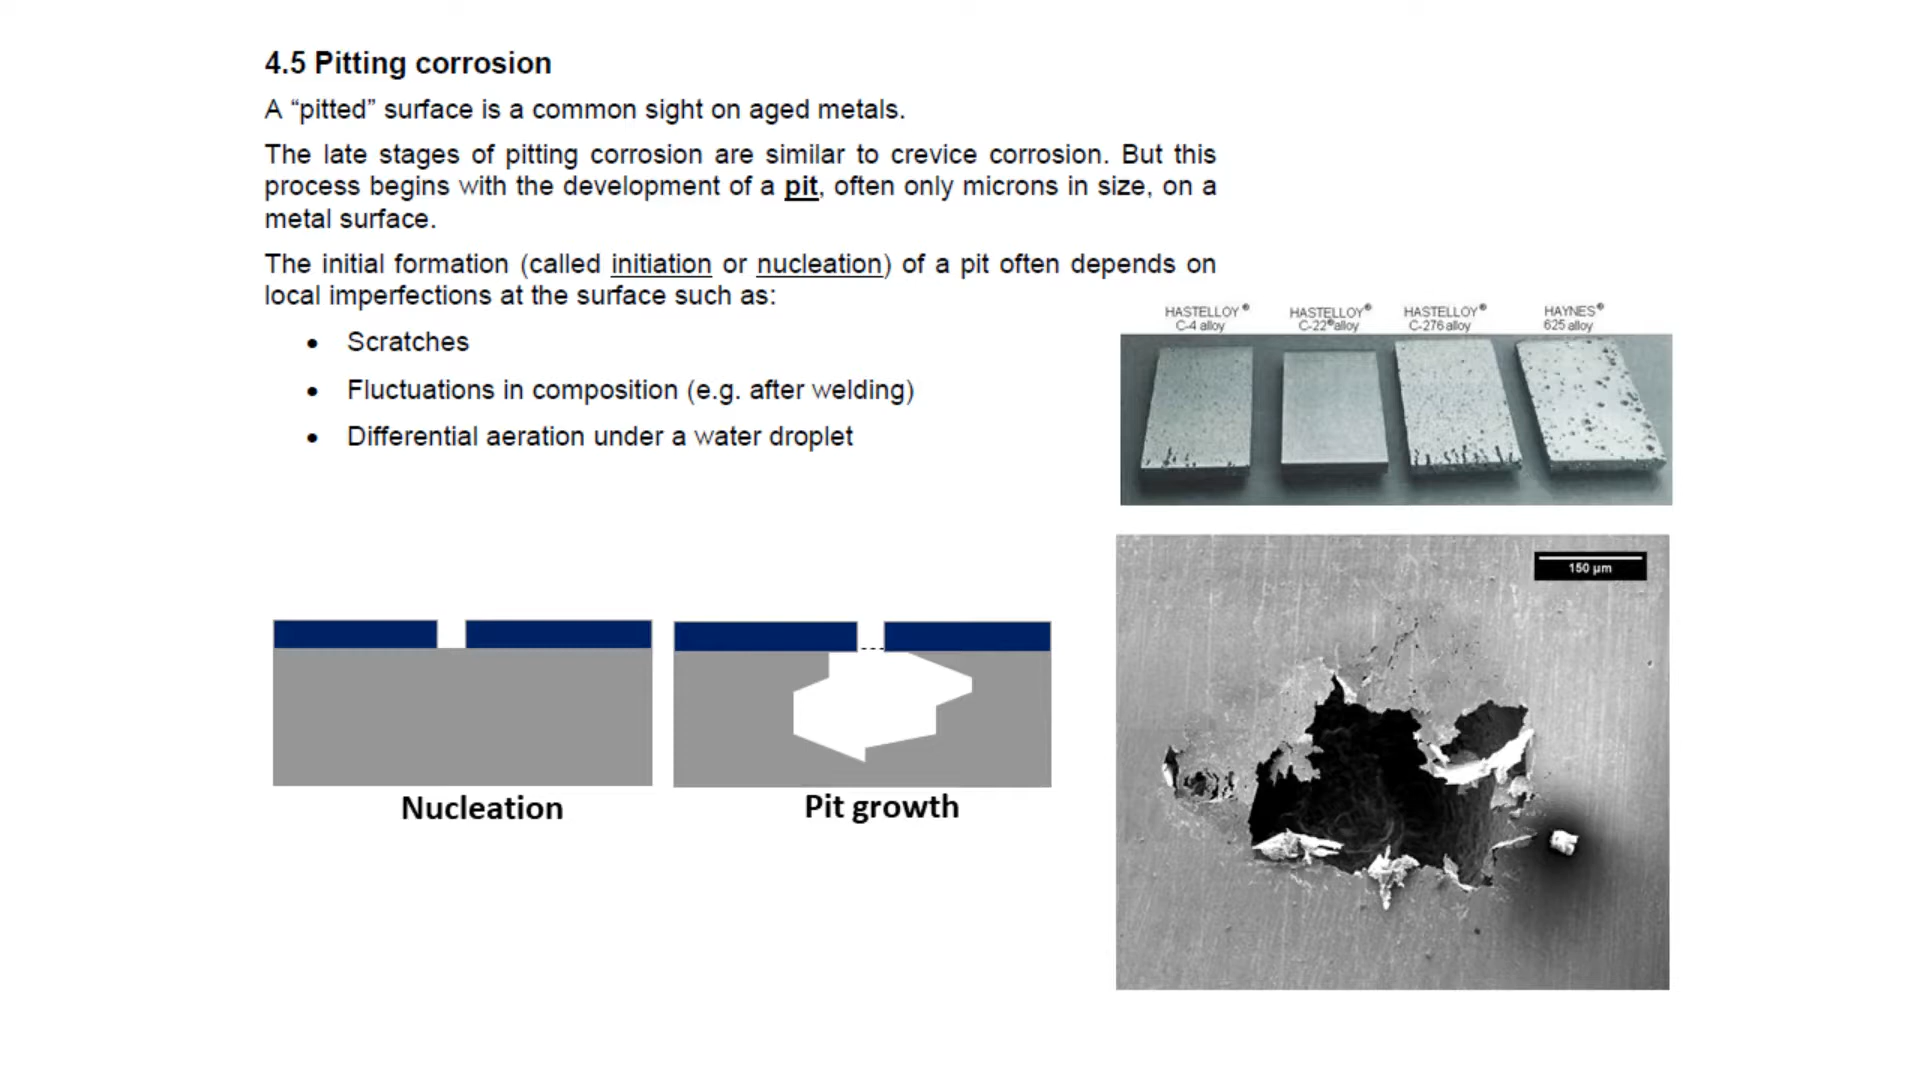 4.5 Pitting corrosion
A “pitted” surface is a common sight on aged metals.
The late stages of pitting corrosion are similar to crevice corrosion. But this
process begins with the development of a pit, often only microns in size, on a
metal surface.
The initial formation (called initiation or nucleation) of a pit often depends on
local imperfections at the surface such as:
• Scratches
• Fluctuations in composition (e.g. after welding)
• Differential aeration under a water droplet
HASTELLOY® HASTELLOY® HASTELLOY® HAYNES®
C-4 alloy C-22®alloy C-276 alloy 625 alloy
150 µm
Nucleation Pit growth